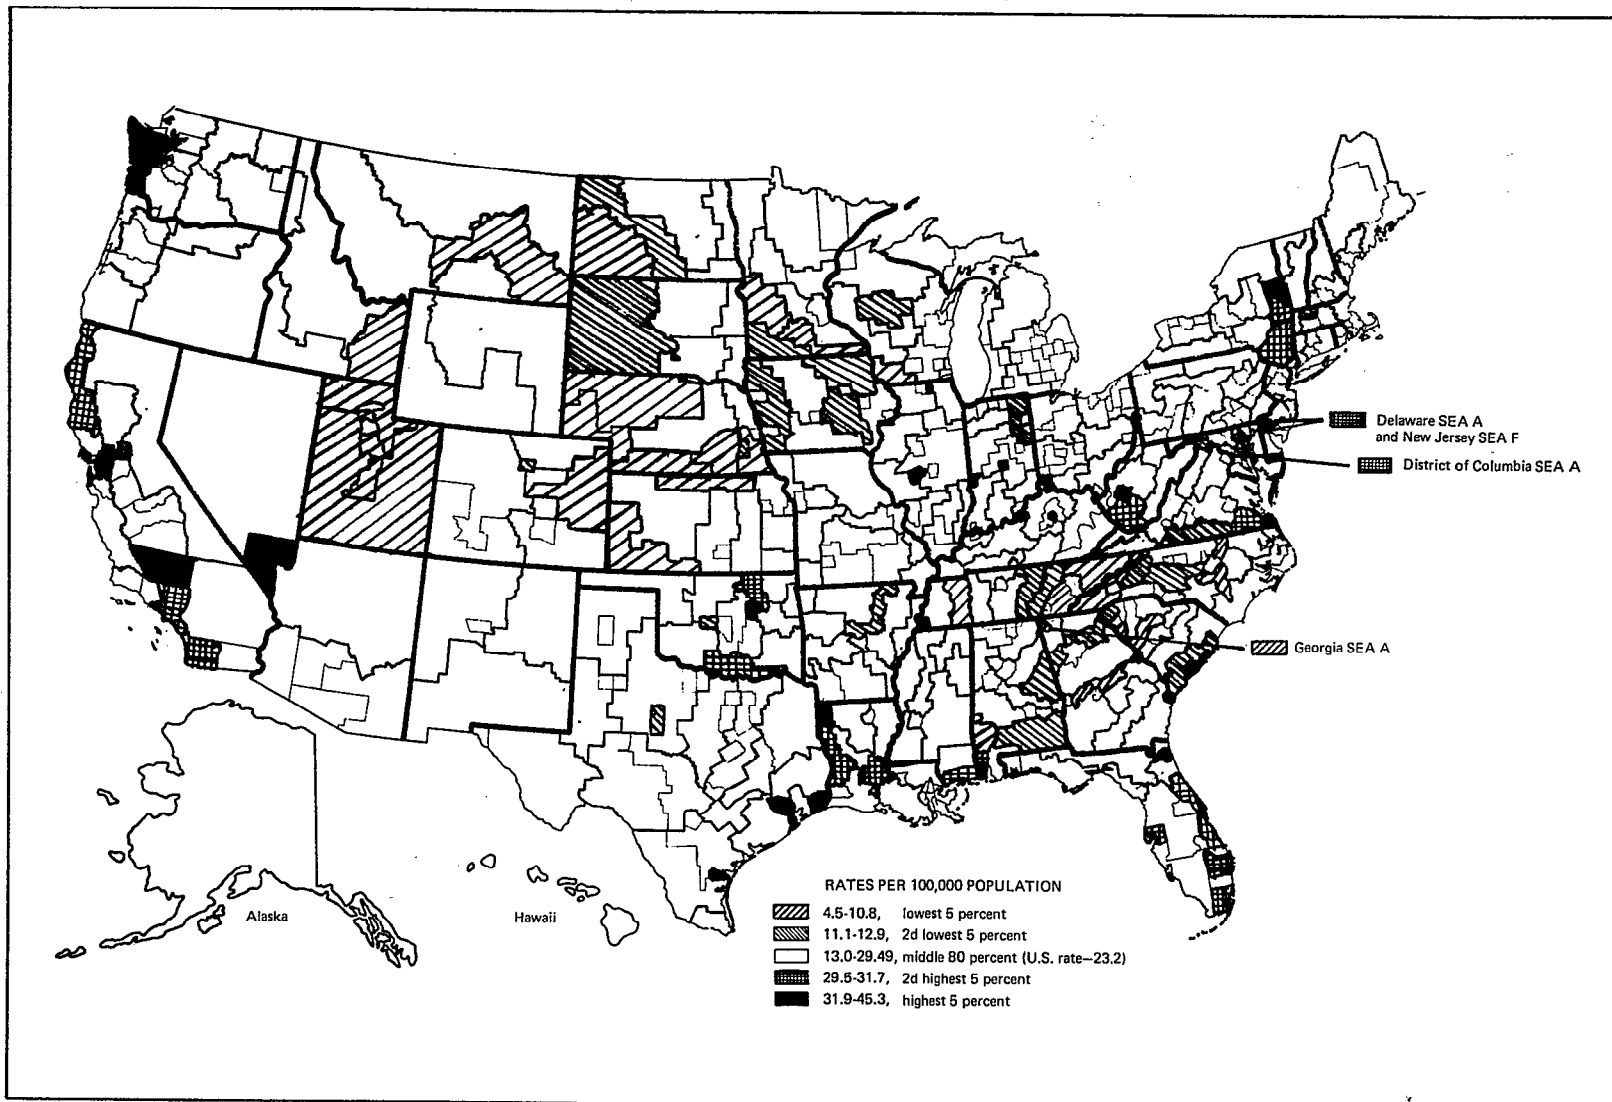 Delaware SEA A
and New Jersey SEA F
District of Columbia SEA A
Georgia SEA A
Alaska
Hawaii
RATES PER 100,000 POPULATION
4.5-10.8, lowest 5 percent
11.1-12.9, 2d lowest 5 percent
13.0-29.49, middle 80 percent (U.S. rate—23.2)
29.5-31.7, 2d highest 5 percent
31.9-45.3, highest 5 percent